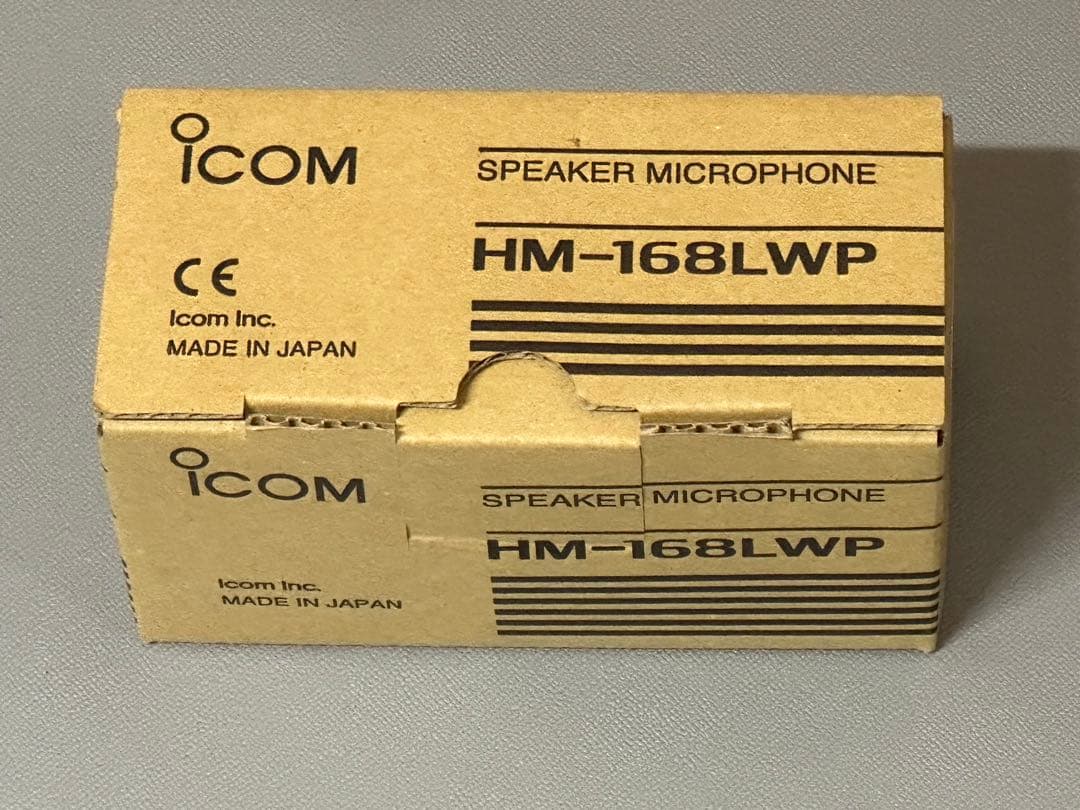 iCOM
SPEAKER MICROPHONE
HM-168LWP
CE
Icom Inc.
MADE IN JAPAN
iCOM
SPEAKER MICROPHONE
HM-168LWP
Icom Inc.
MADE IN JAPAN